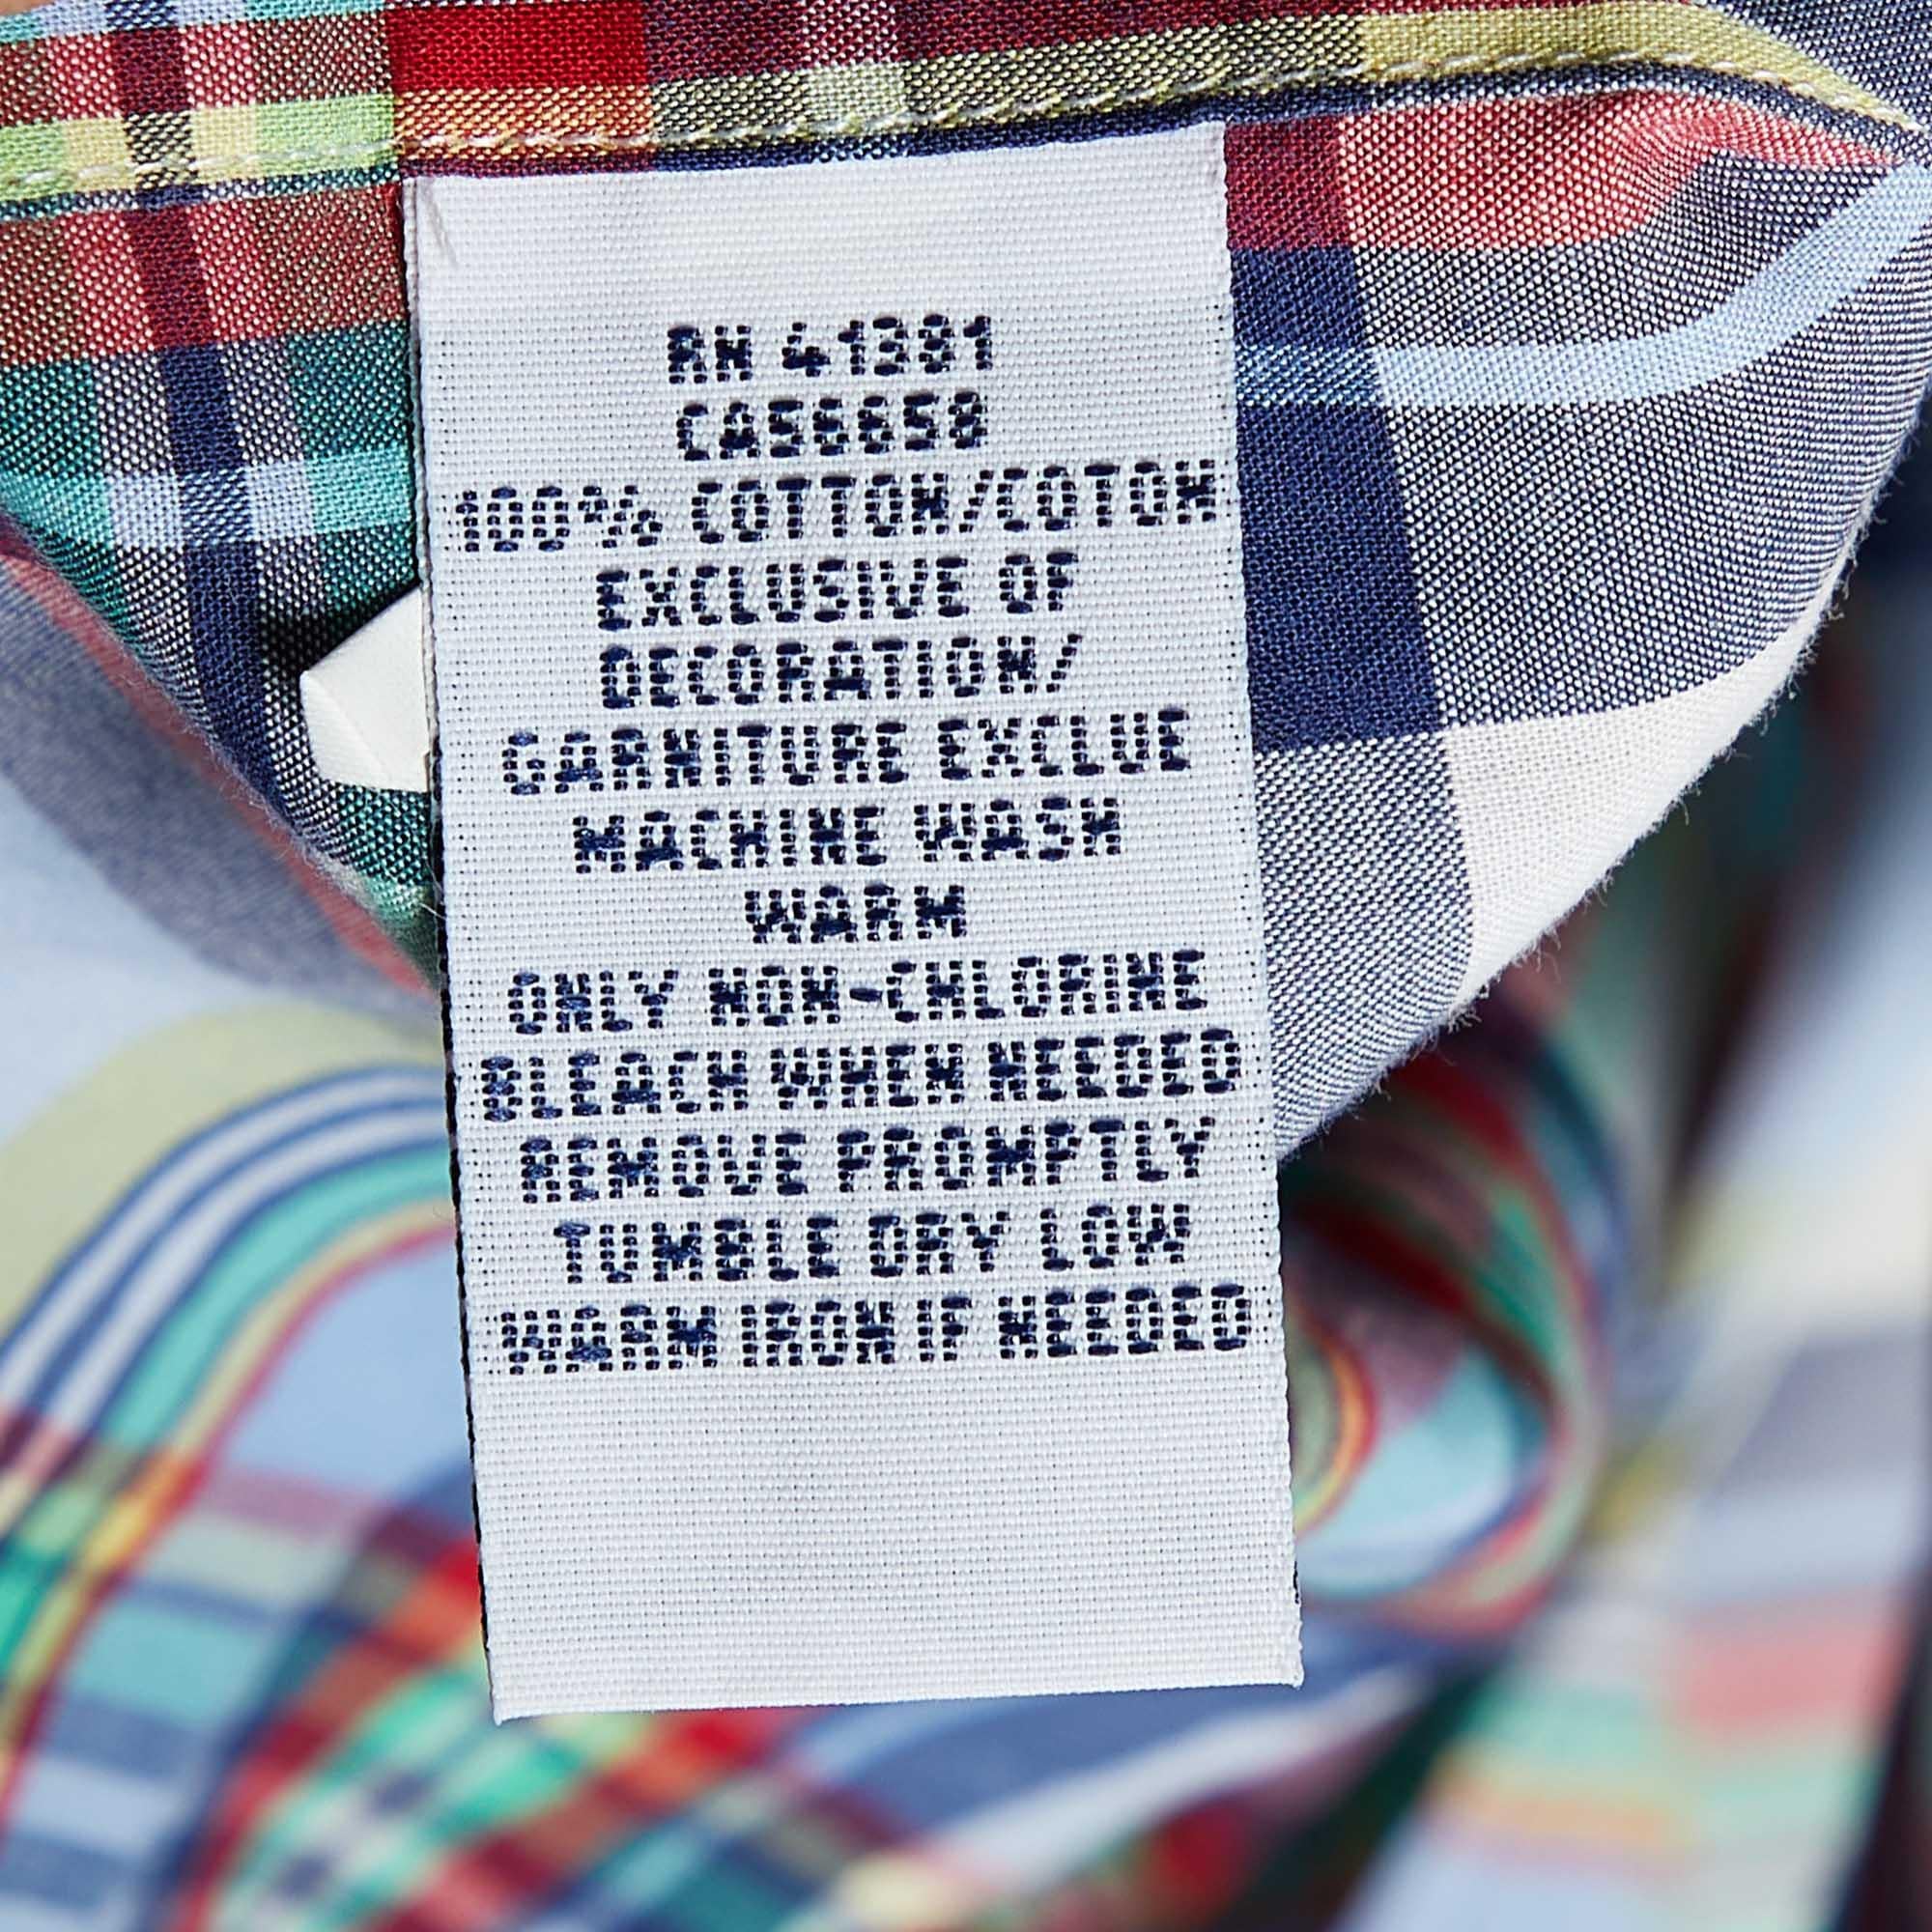 RN 41381
CA56658
100% COTTON/COTON
EXCLUSIVE OF
DECORATION/
GARNITURE EXCLUE
MACHINE WASH
WARM
ONLY NON-CHLORINE
BLEACH WHEN NEEDED
REMOVE PROMPTLY
TUMBLE DRY LOW
WARM IRON IF NEEDED